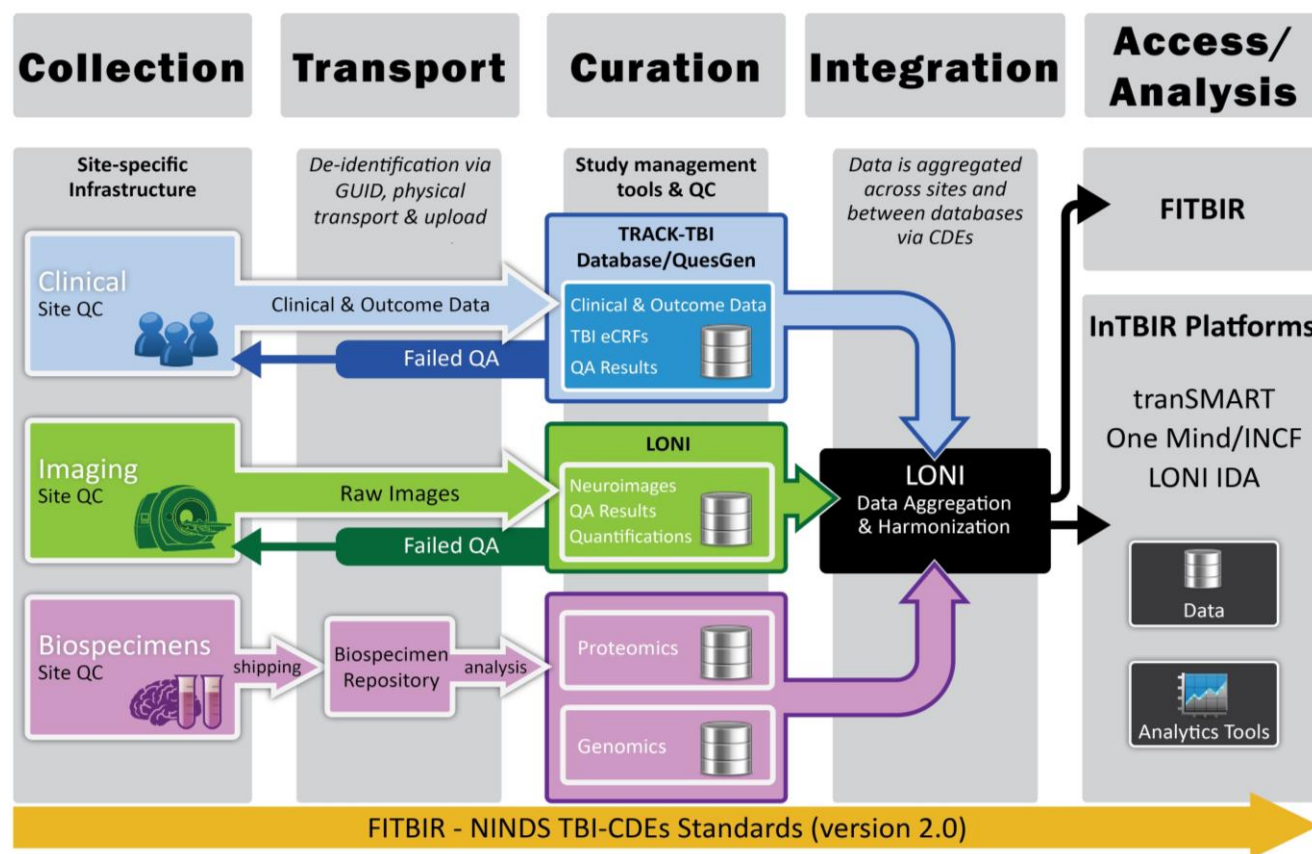 Collection
Transport
Curation
Integration
Access/
Analysis
Site-specific
Infrastructure
De-identification via
GUID, physical
transport & upload
Study management
tools & QC
Data is aggregated
across sites and
between databases
via CDEs
Clinical
Site QC
Clinical & Outcome Data
Failed QA
TRACK-TBI
Database/QuesGen
Clinical & Outcome Data
TBI eCRFs
QA Results
Imaging
Site QC
Raw Images
Failed QA
LONI
Neuroimages
QA Results
Quantifications
LONI
Data Aggregation
& Harmonization
Biospecimens
Site QC
shipping
Biospecimen
Repository
analysis
Proteomics
Genomics
FITBIR
InTBIR Platforms
tranSMART
One Mind/INCF
LONI IDA
Data
Analytics Tools
FITBIR - NINDS TBI-CDEs Standards (version 2.0)